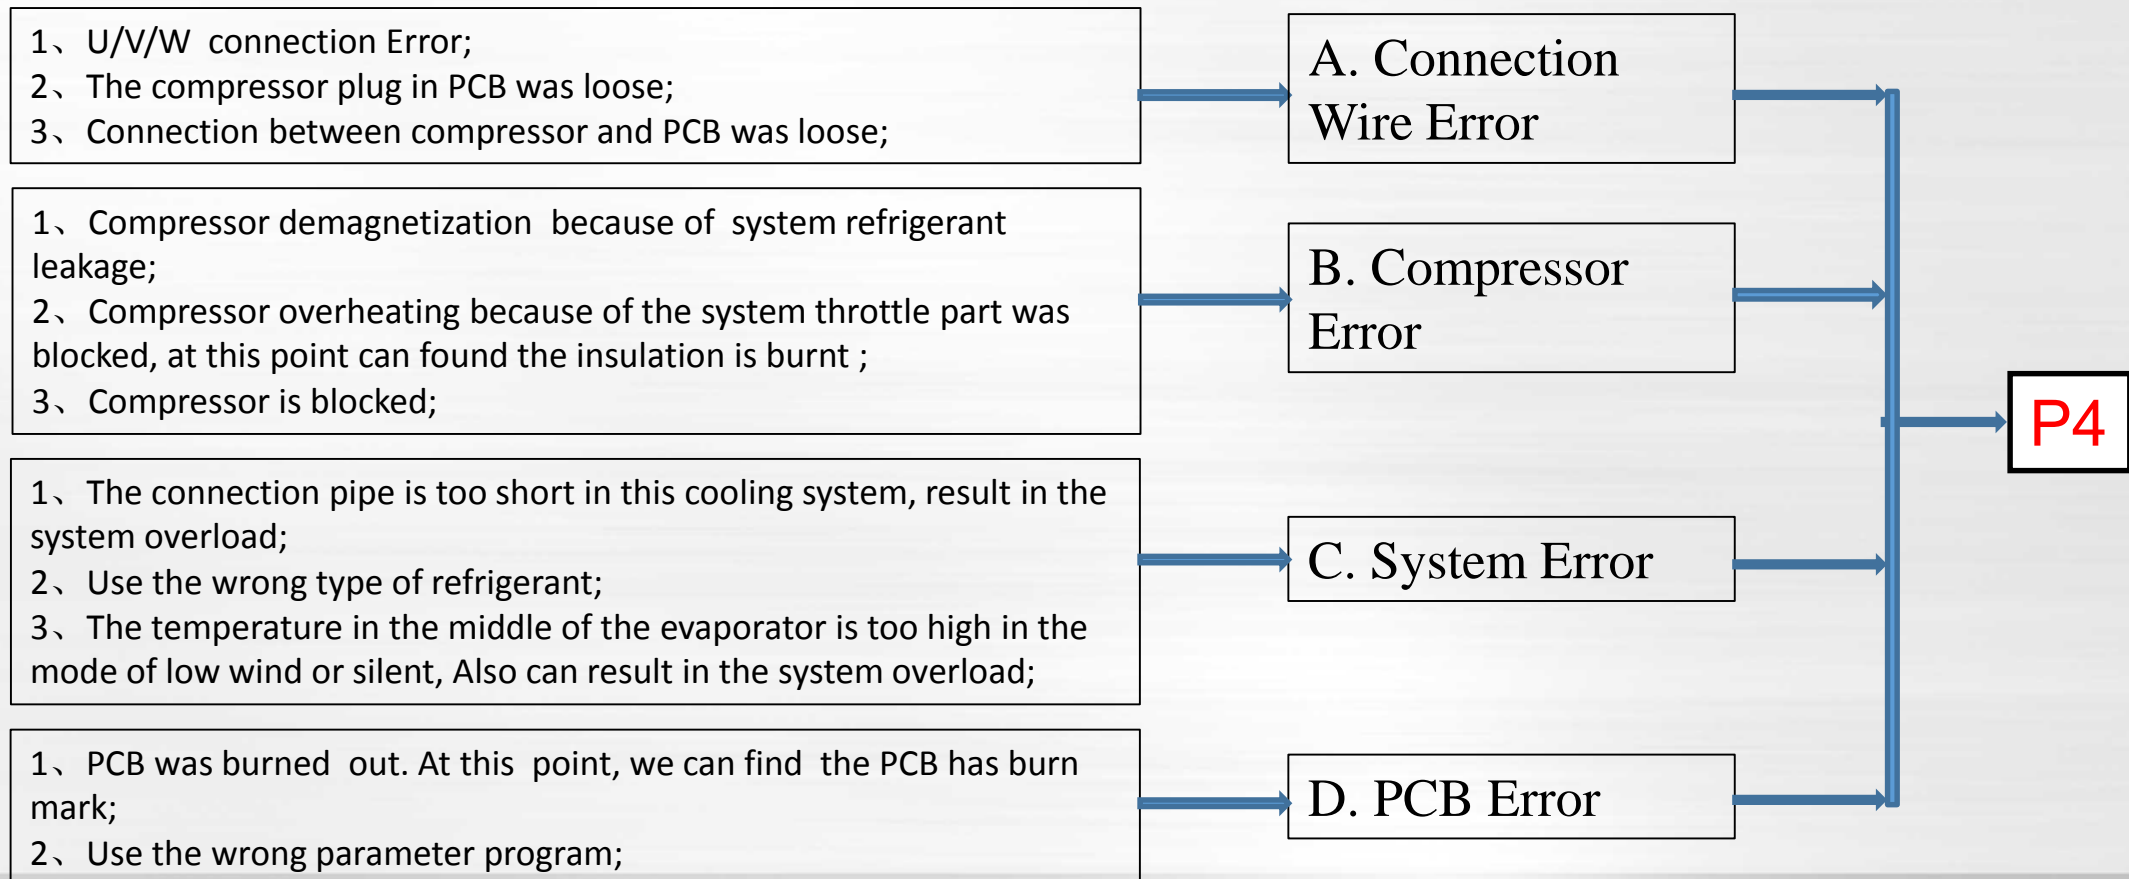 1、U/V/W connection Error;
2、The compressor plug in PCB was loose;
3、Connection between compressor and PCB was loose;
A. Connection
Wire Error
1、Compressor demagnetization because of system refrigerant
leakage;
2、Compressor overheating because of the system throttle part was
blocked, at this point can found the insulation is burnt ;
3、Compressor is blocked;
B. Compressor
Error
P4
1、The connection pipe is too short in this cooling system, result in the
system overload;
2、Use the wrong type of refrigerant;
3、The temperature in the middle of the evaporator is too high in the
mode of low wind or silent, Also can result in the system overload;
C. System Error
1、PCB was burned out. At this point, we can find the PCB has burn
mark;
2、Use the wrong parameter program;
D. PCB Error